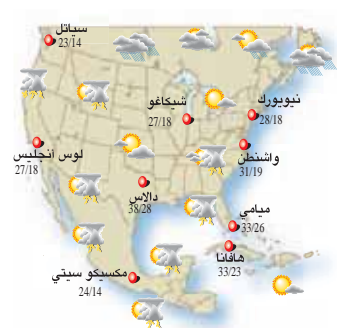 سياتل
23/14
شيكاغو
27/18
نيويورك
28/18
لوس أنجليس
27/18
واشنطن
31/19
دالاس
38/28
ميامي
33/26
هافانا
33/23
مكسيكو سيتي
24/14